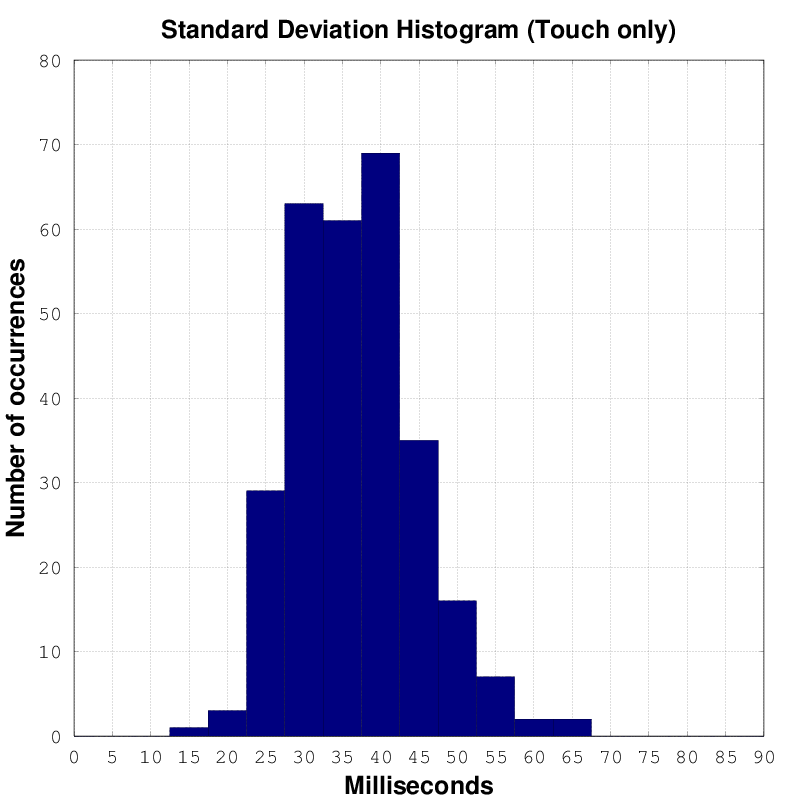 Standard Deviation Histogram (Touch only)
80
70
60
50
40
30
20
10
0
Number of occurrences
0 5 10 15 20 25 30 35 40 45 50 55 60 65 70 75 80 85 90
Milliseconds